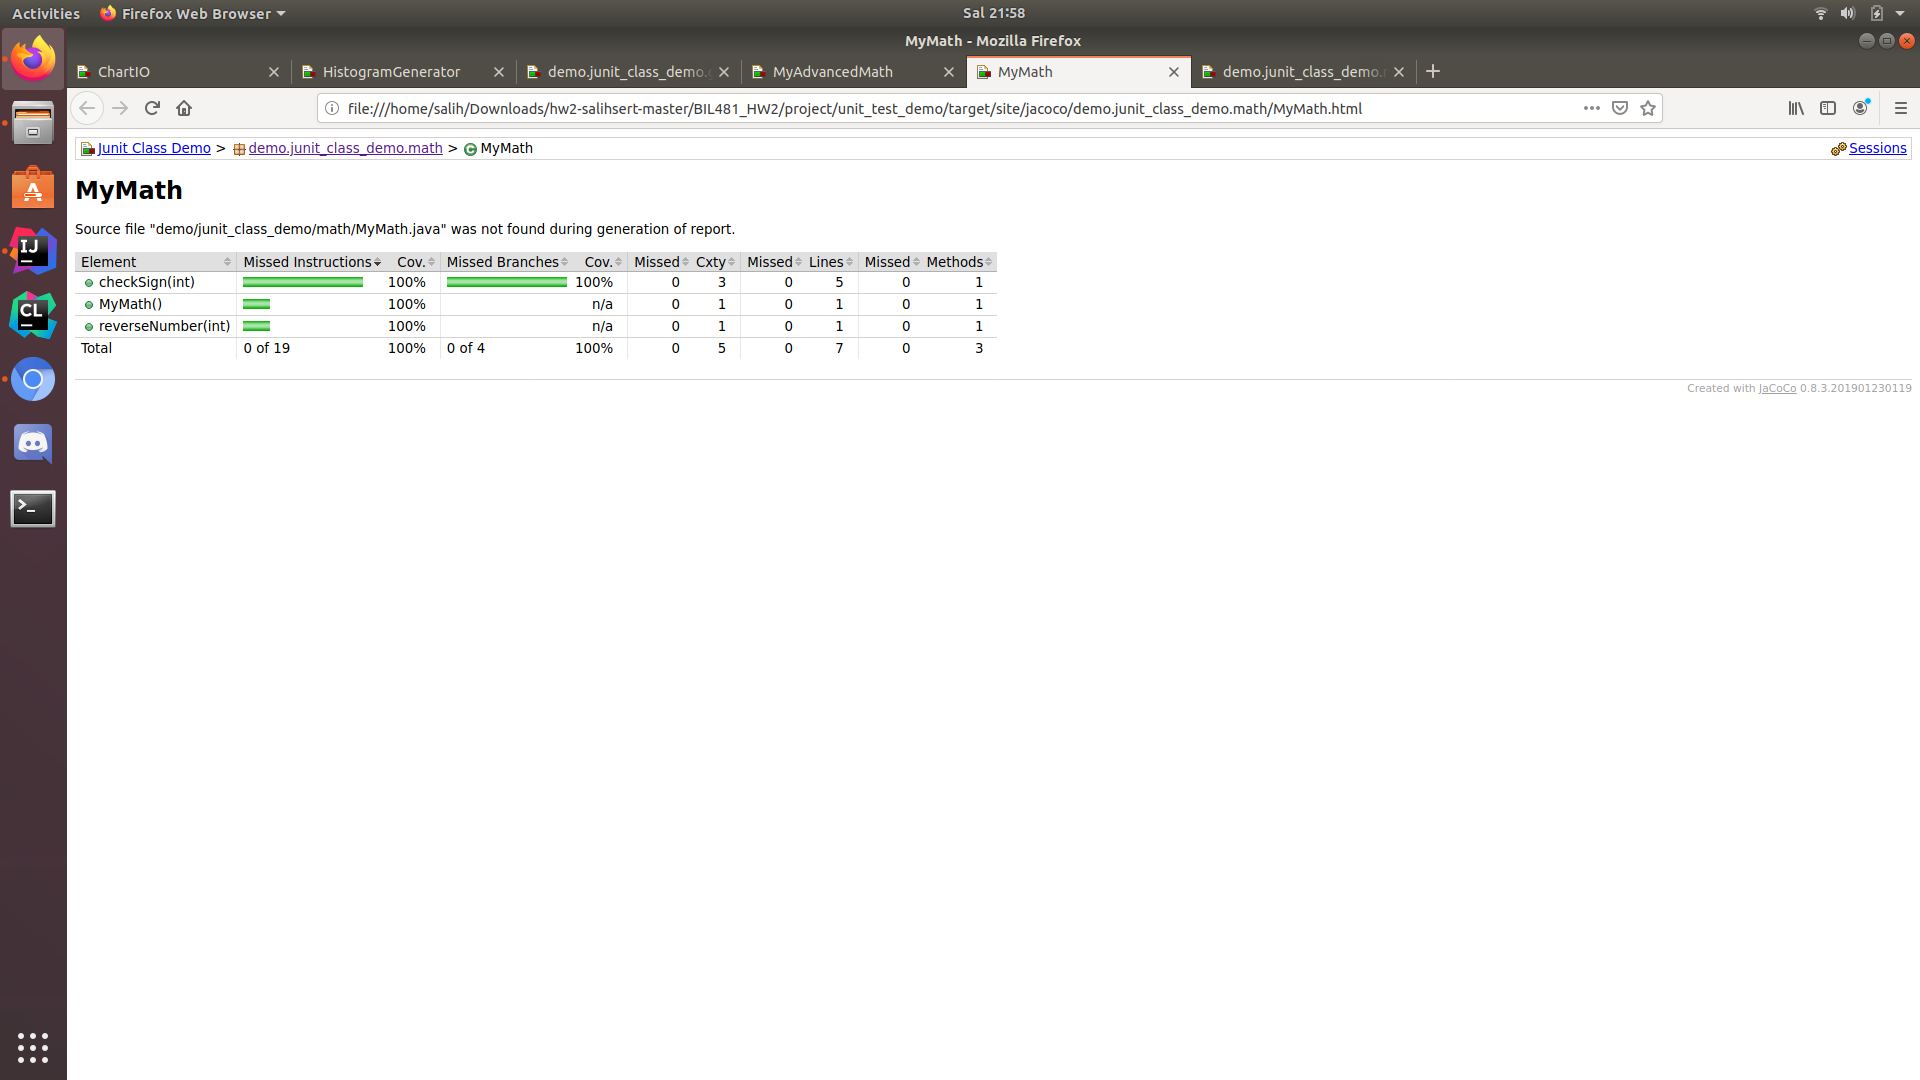 Activities Firefox Web Browser Sal 21:58
MyMath - Mozilla Firefox
ChartIO HistogramGenerator demo.junit_class_demo. MyAdvancedMath MyMath demo.junit_class_demo.
file:///home/salih/Downloads/hw2-salihsert-master/BIL481_HW2/project/unit_test_demo/target/site/jacoco/demo.junit_class_demo.math/MyMath.html
Junit Class Demo > demo.junit_class_demo.math > C MyMath Sessions
MyMath
Source file "demo/junit_class_demo/math/MyMath.java" was not found during generation of report.
Element Missed Instructions Cov. Missed Branches Cov. Missed Cxty Missed Lines Missed Methods
checkSign(int) 100% 100% 0 3 0 5 0 1
MyMath() 100% n/a 0 1 0 1 0 1
reverseNumber(int) 100% n/a 0 1 0 1 0 1
Total 0 of 19 100% 0 of 4 100% 0 5 0 7 0 3
Created with JaCoCo 0.8.3.201901230119
IJ
CL